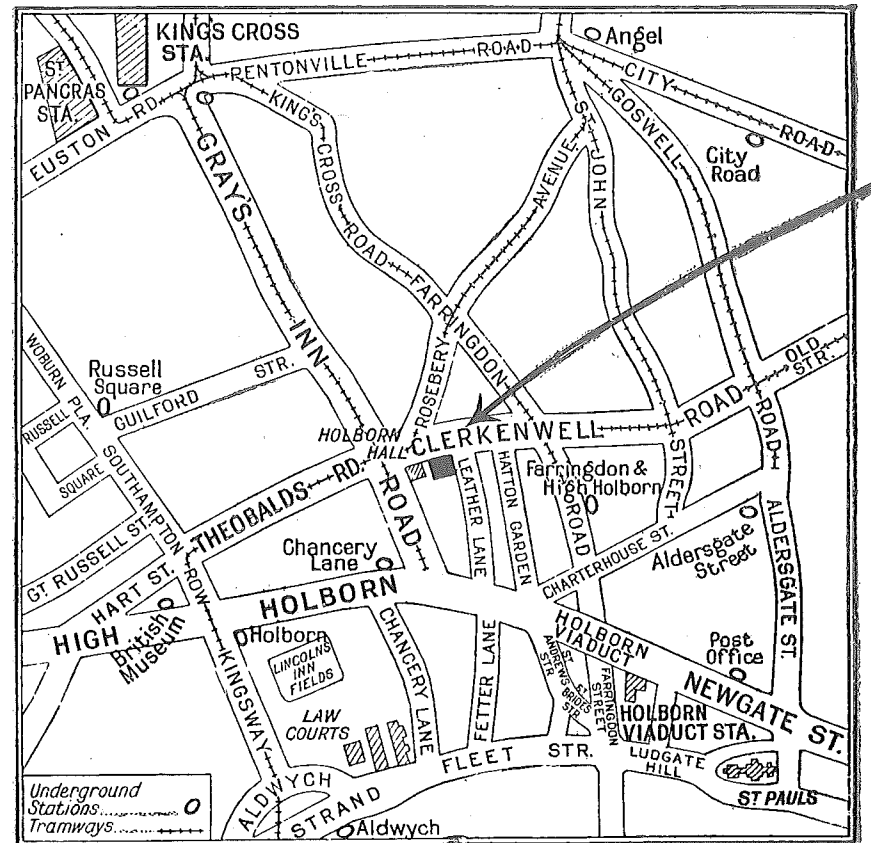 KINGS CROSS
STA.
ST
PANCRAS
STA.
EUSTON RD
RENTONVILLE ROAD
Angel
CITY ROAD
City
Road
KING'S CROSS ROAD
GRAY'S INN ROAD
ROSEBERY AVENUE
ST. JOHN STREET
GOSWELL ROAD
FARRINGDON ROAD
WOBURN PLA.
Russell
Square
RUSSELL
SQUARE
GUILFORD STR.
SOUTHAMPTON ROW
HOLBORN
HALL
CLERKENWELL ROAD
OLD
STR.
THEOBALDS RD.
LEATHER LANE
HATTON GARDEN
Farringdon &
High Holborn
GT. RUSSELL ST.
HART ST.
Chancery
Lane
CHARTERHOUSE ST.
Aldersgate
Street
ALDERSGATE ST.
HIGH HOLBORN
British
Museum
Holborn
KINGSWAY
LINCOLNS
INN
FIELDS
CHANCERY LANE
FETTER LANE
ST.
ANDREWS
STR
ST.
BRIDES
STR
FARRINGDON
STREET
HOLBORN
VIADUCT
Post
Office
NEWGATE ST.
LAW
COURTS
HOLBORN
VIADUCT STA.
FLEET STR.
LUDGATE
HILL
ST PAULS
ALDWYCH
STRAND
Aldwych
Underground
Stations
Tramways